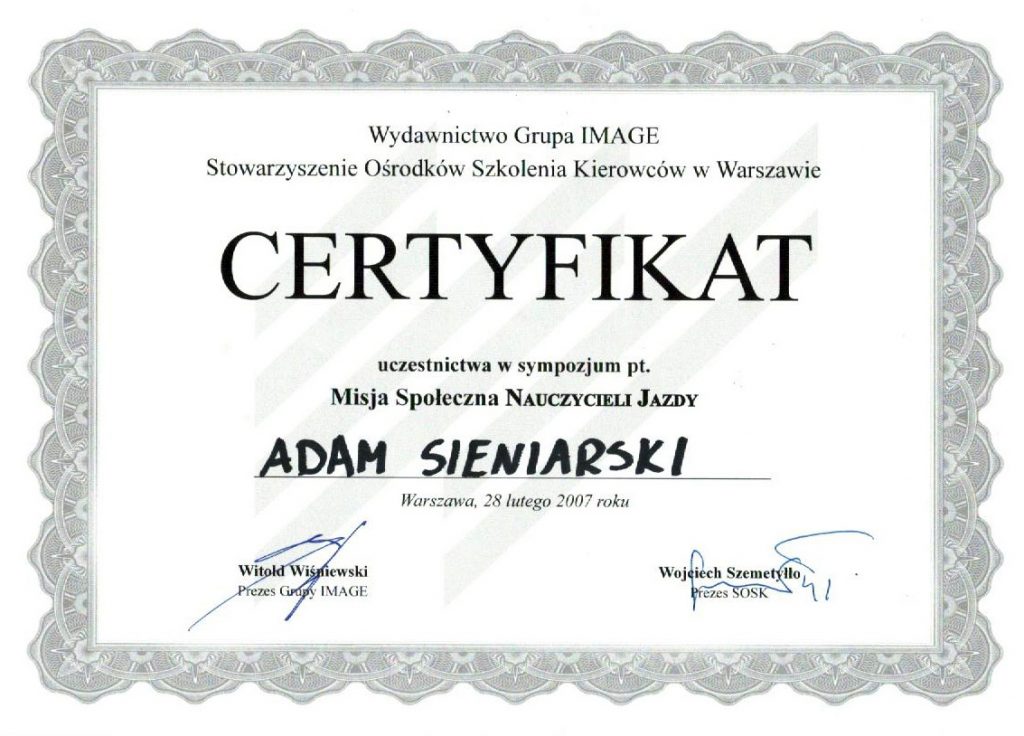 Wydawnictwo Grupa IMAGE
Stowarzyszenie Ośrodków Szkolenia Kierowców w Warszawie
CERTYFIKAT
uczestnictwa w sympozjum pt.
Misja Społeczna NAUCZYCIELI JAZDY
ADAM SIENIARSKI
Warszawa, 28 lutego 2007 roku
Witold Wiśniewski
Prezes Grupy IMAGE
Wojciech Szemetyłło
Prezes SOSK